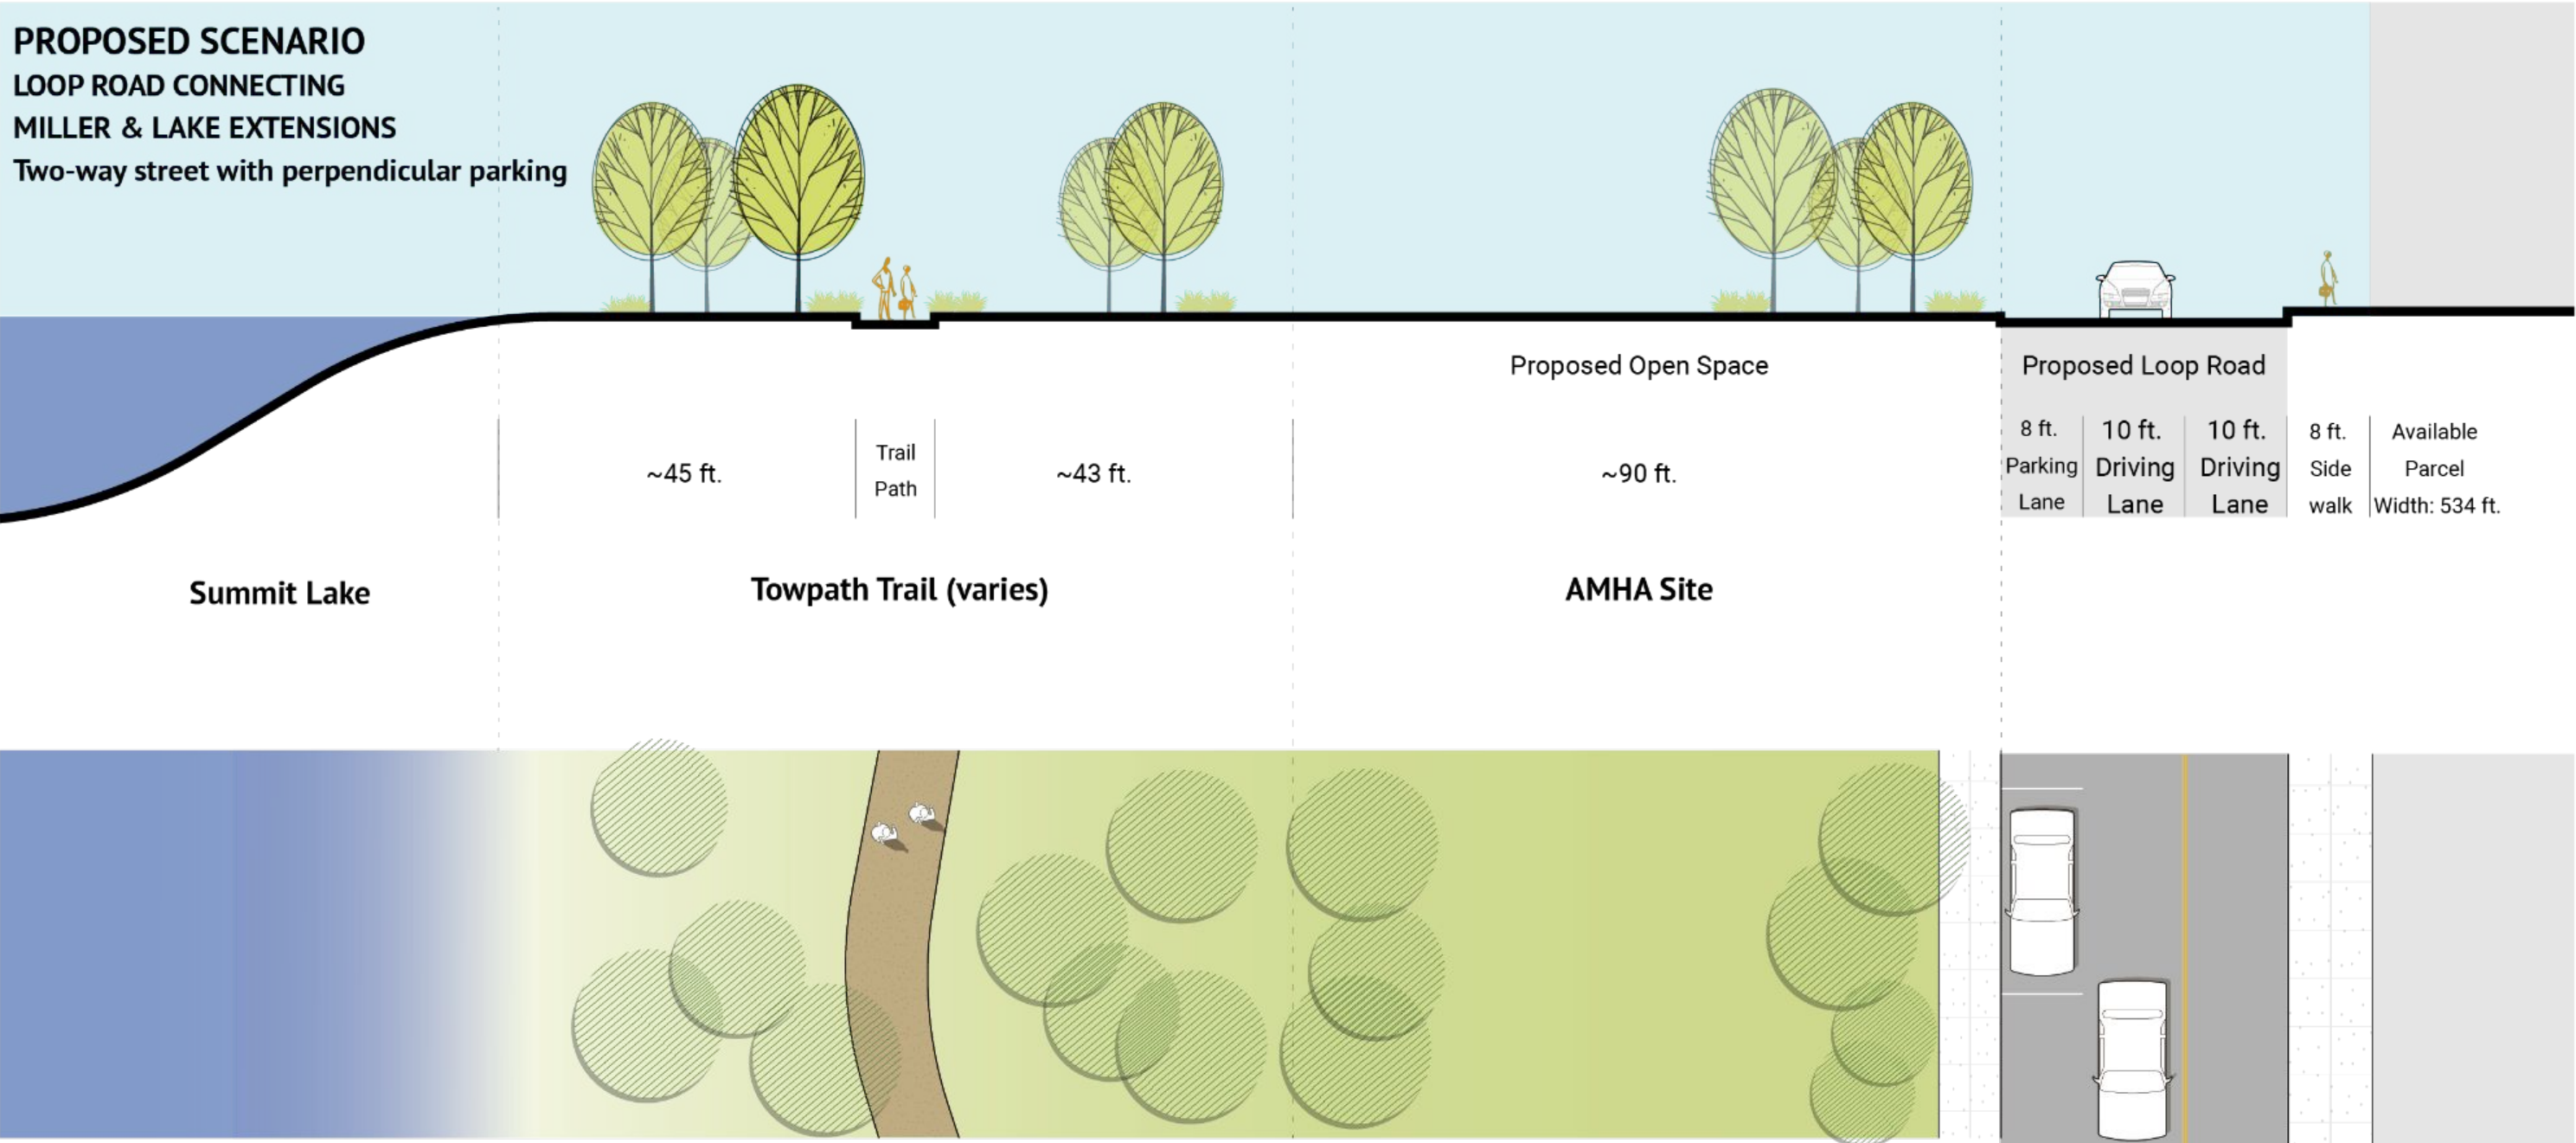 PROPOSED SCENARIO
LOOP ROAD CONNECTING
MILLER & LAKE EXTENSIONS
Two-way street with perpendicular parking
Proposed Open Space
Proposed Loop Road
~45 ft.
Trail
Path
~43 ft.
~90 ft.
8 ft.
Parking
Lane
10 ft.
Driving
Lane
10 ft.
Driving
Lane
8 ft.
Side
walk
Available
Parcel
Width: 534 ft.
Summit Lake
Towpath Trail (varies)
AMHA Site